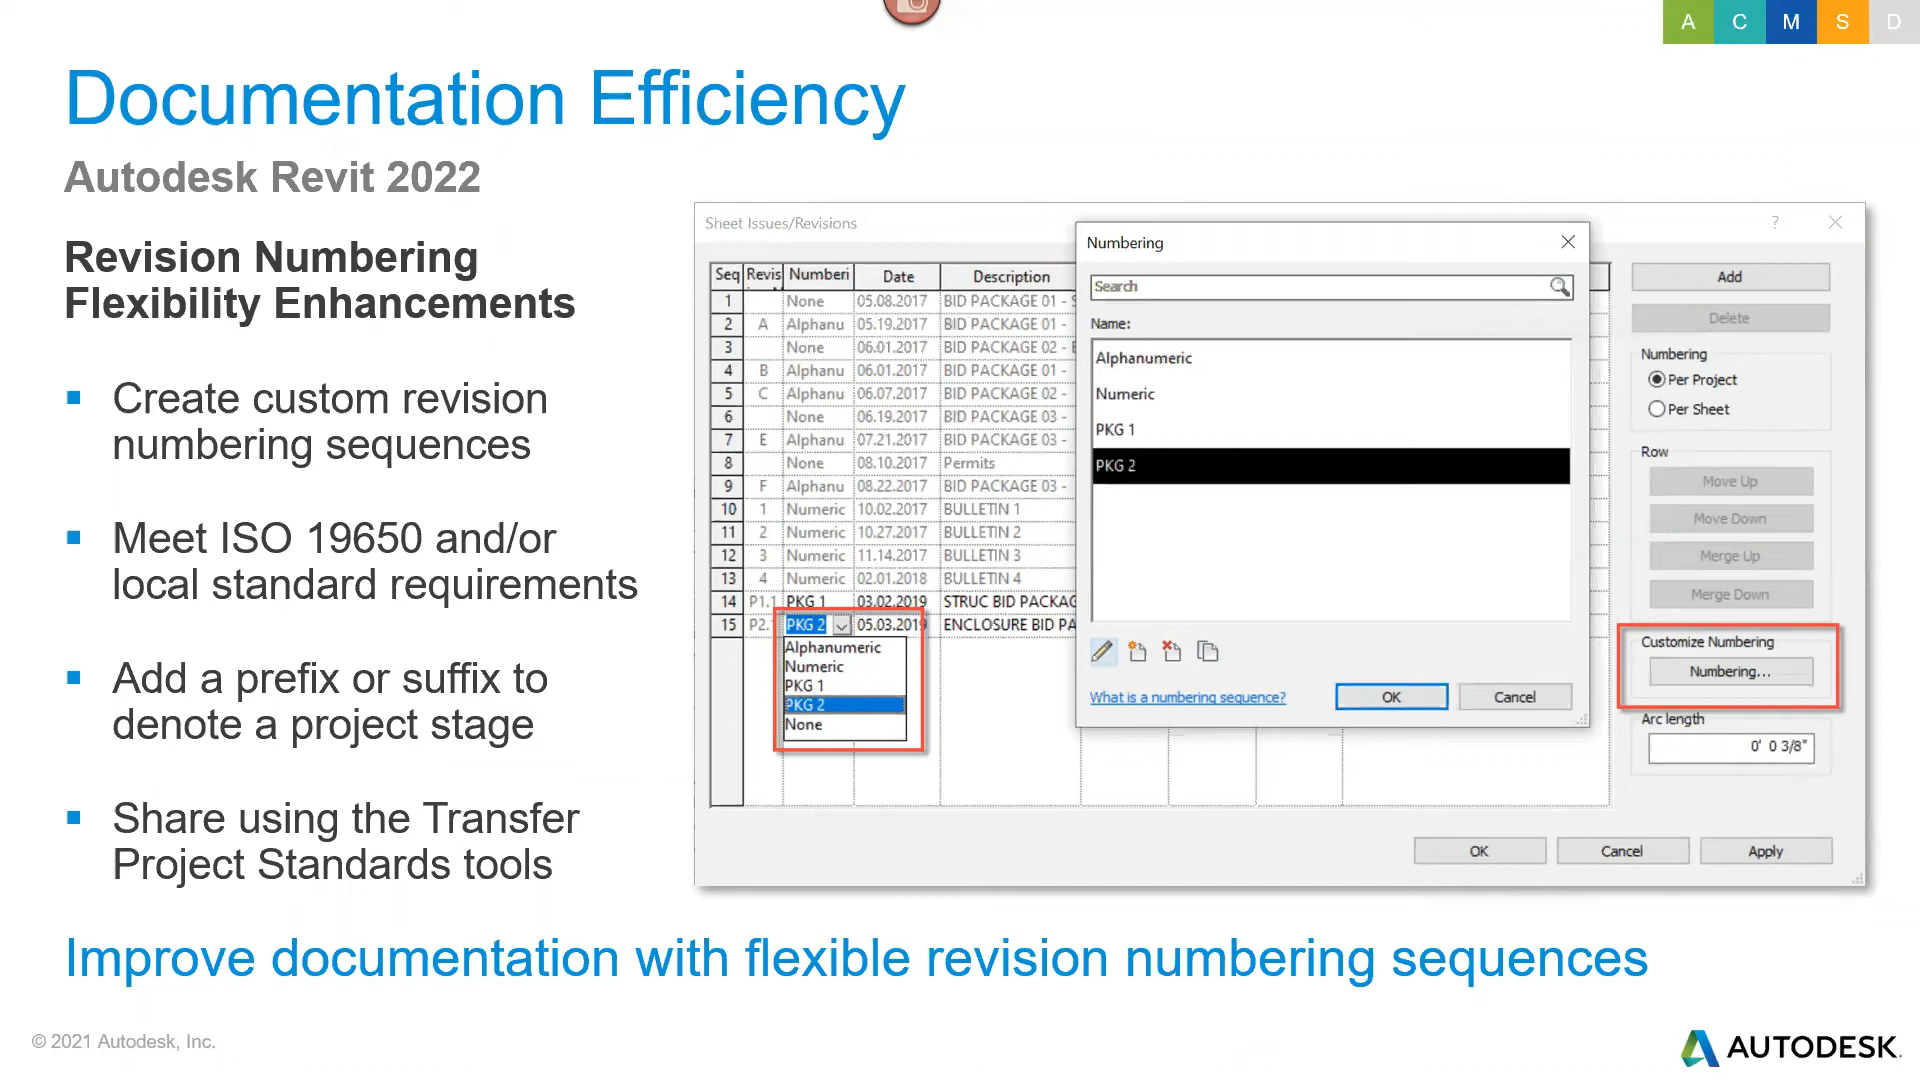 A C M S D
Documentation Efficiency
Autodesk Revit 2022
Revision Numbering
Flexibility Enhancements
Create custom revision
numbering sequences
Meet ISO 19650 and/or
local standard requirements
Add a prefix or suffix to
denote a project stage
Share using the Transfer
Project Standards tools
Sheet Issues/Revisions
Seq Revis Numberi Date Description
1 None 05.08.2017 BID PACKAGE 01 - S
2 A Alphanu 05.19.2017 BID PACKAGE 01 -
3 None 06.01.2017 BID PACKAGE 02 - E
4 B Alphanu 06.01.2017 BID PACKAGE 01 -
5 C Alphanu 06.07.2017 BID PACKAGE 02 -
6 None 06.19.2017 BID PACKAGE 03 -
7 E Alphanu 07.21.2017 BID PACKAGE 03 -
8 None 08.10.2017 Permits
9 F Alphanu 08.22.2017 BID PACKAGE 03 -
10 1 Numeric 10.02.2017 BULLETIN 1
11 2 Numeric 10.27.2017 BULLETIN 2
12 3 Numeric 11.14.2017 BULLETIN 3
13 4 Numeric 02.01.2018 BULLETIN 4
14 P1.1 PKG 1 03.02.2019 STRUC BID PACKAG
15 P2. PKG 2 05.03.2019 ENCLOSURE BID PA
Alphanumeric
Numeric
PKG 1
PKG 2
None
Numbering
Search
Name:
Alphanumeric
Numeric
PKG 1
PKG 2
What is a numbering sequence?
OK
Cancel
Add
Delete
Numbering
Per Project
Per Sheet
Row
Move Up
Move Down
Merge Up
Merge Down
Customize Numbering
Numbering...
Arc length
0' 0 3/8"
OK
Cancel
Apply
Improve documentation with flexible revision numbering sequences
© 2021 Autodesk, Inc.
AUTODESK.